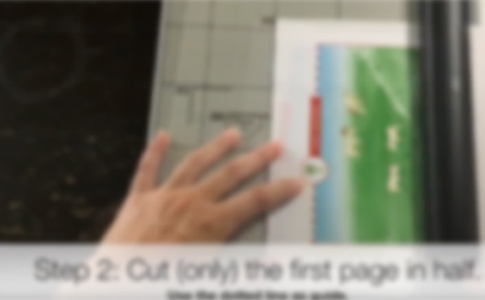 Step 2: Cut (only) the first page in half.
Use the dotted line as guide.